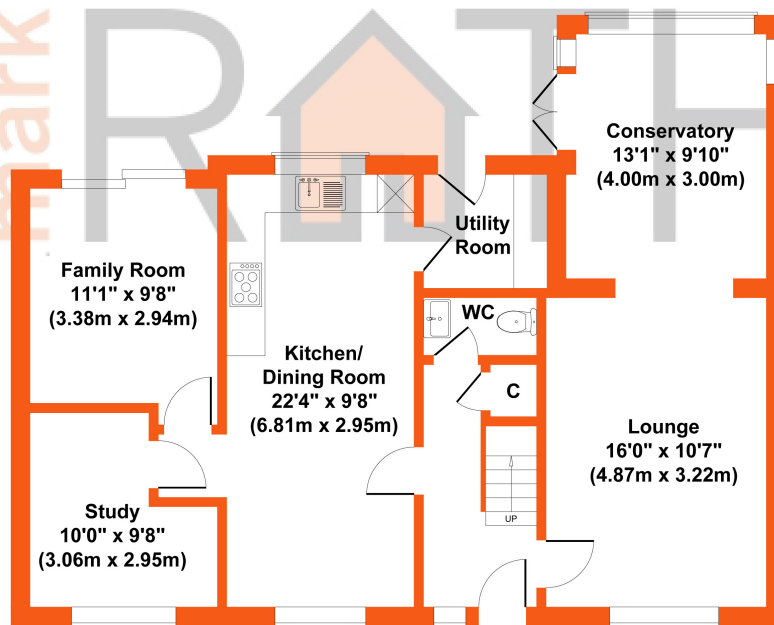 mark
R TH
Conservatory
13'1" x 9'10"
(4.00m x 3.00m)
Utility
Room
Family Room
11'1" x 9'8"
(3.38m x 2.94m)
WC
Kitchen/
Dining Room
22'4" x 9'8"
(6.81m x 2.95m)
C
Lounge
16'0" x 10'7"
(4.87m x 3.22m)
Study
10'0" x 9'8"
(3.06m x 2.95m)
UP